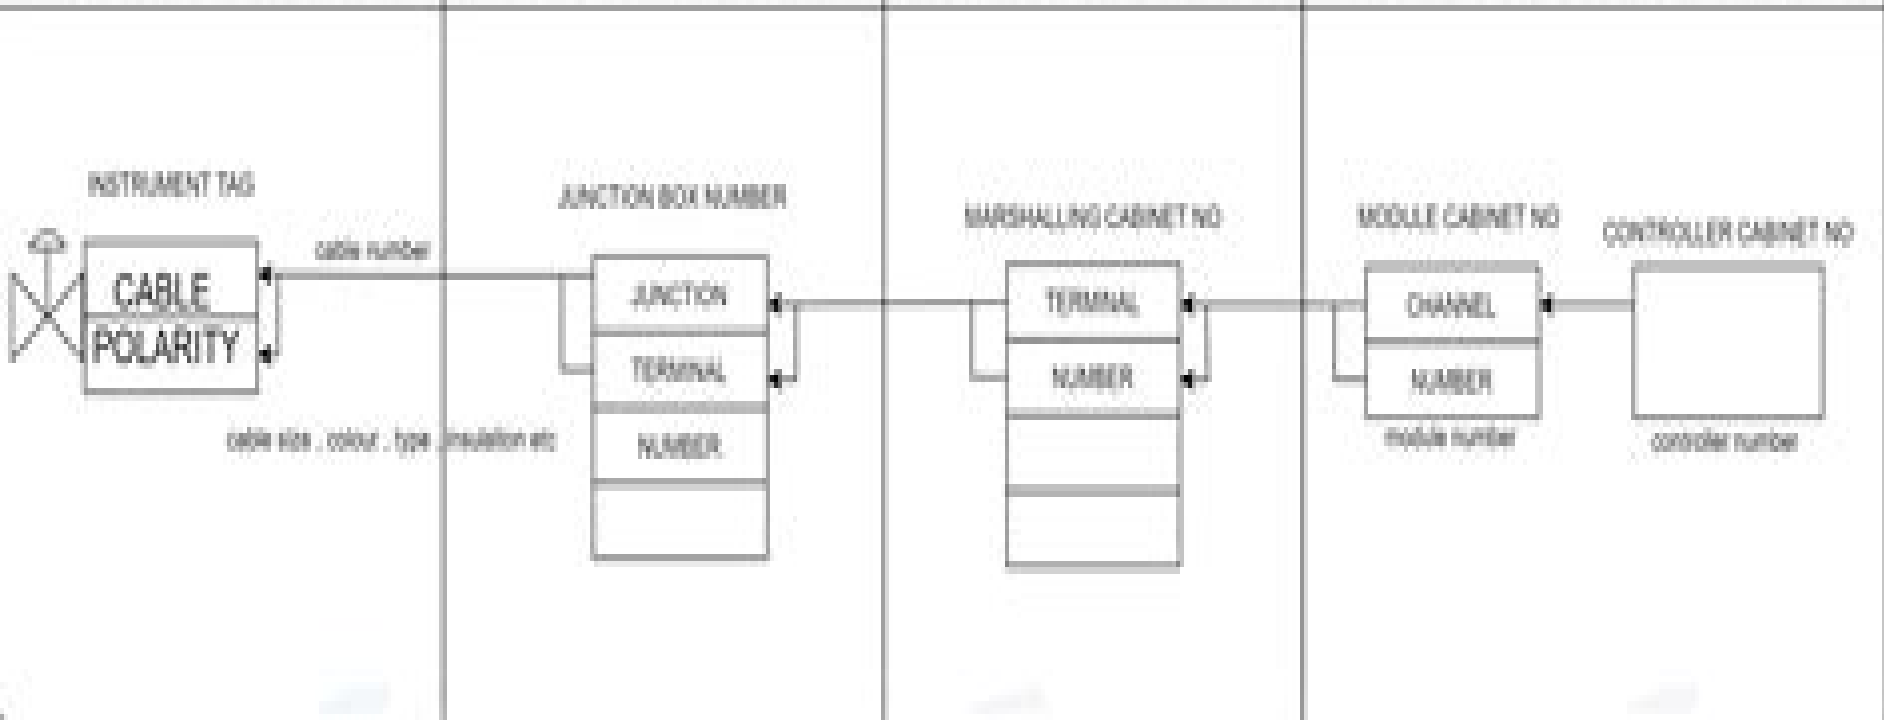 INSTRUMENT TAG
cable number
CABLE
POLARITY
cable size , colour , type , insulation etc
JUNCTION BOX NUMBER
JUNCTION
TERMINAL
NUMBER
MARSHALLING CABINET NO
TERMINAL
NUMBER
MODULE CABINET NO
CHANNEL
NUMBER
module number
CONTROLLER CABINET NO
controller number